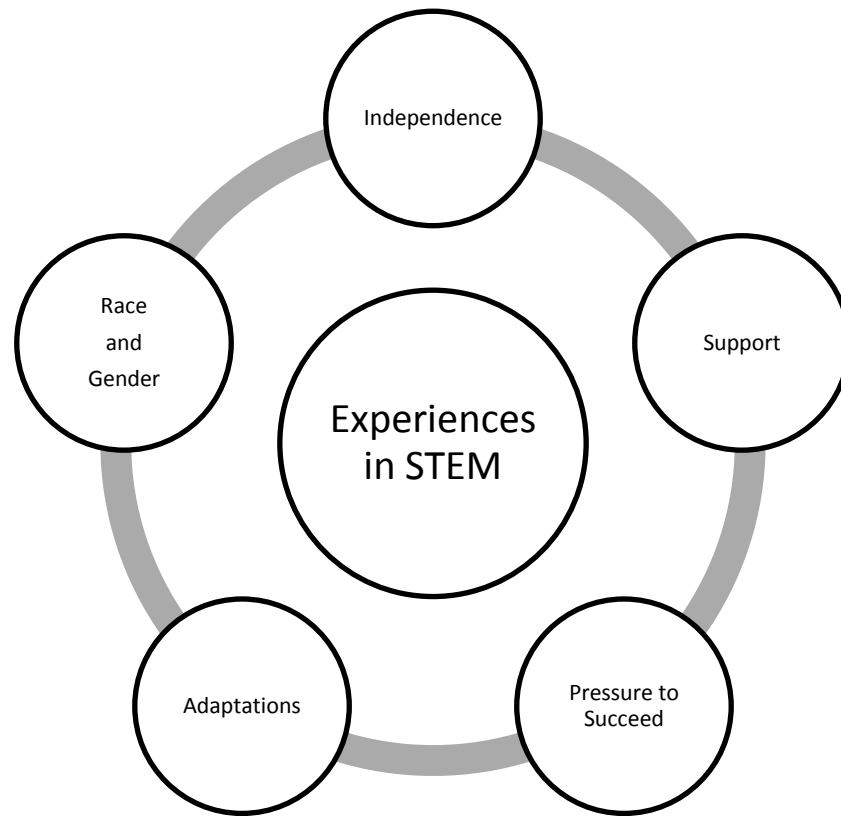 Independence
Support
Pressure to
Succeed
Adaptations
Race
and
Gender
Experiences
in STEM